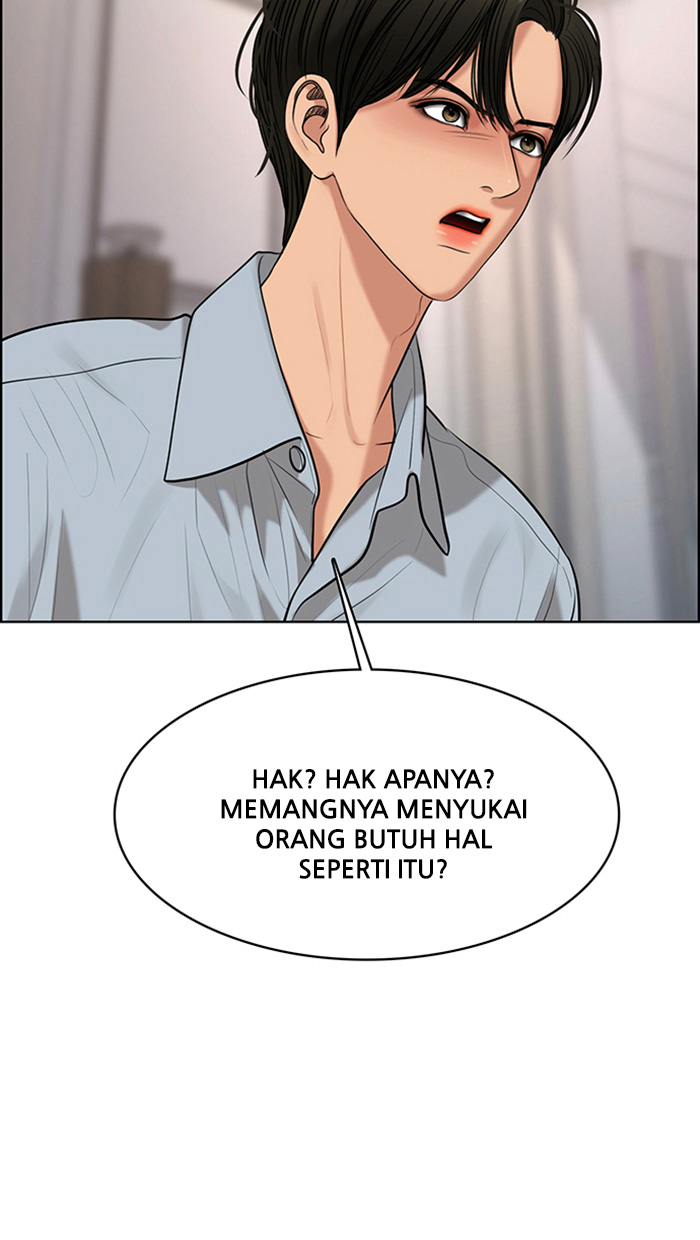 HAK? HAK APANYA?
MEMANGNYA MENYUKAI
ORANG BUTUH HAL
SEPERTI ITU?